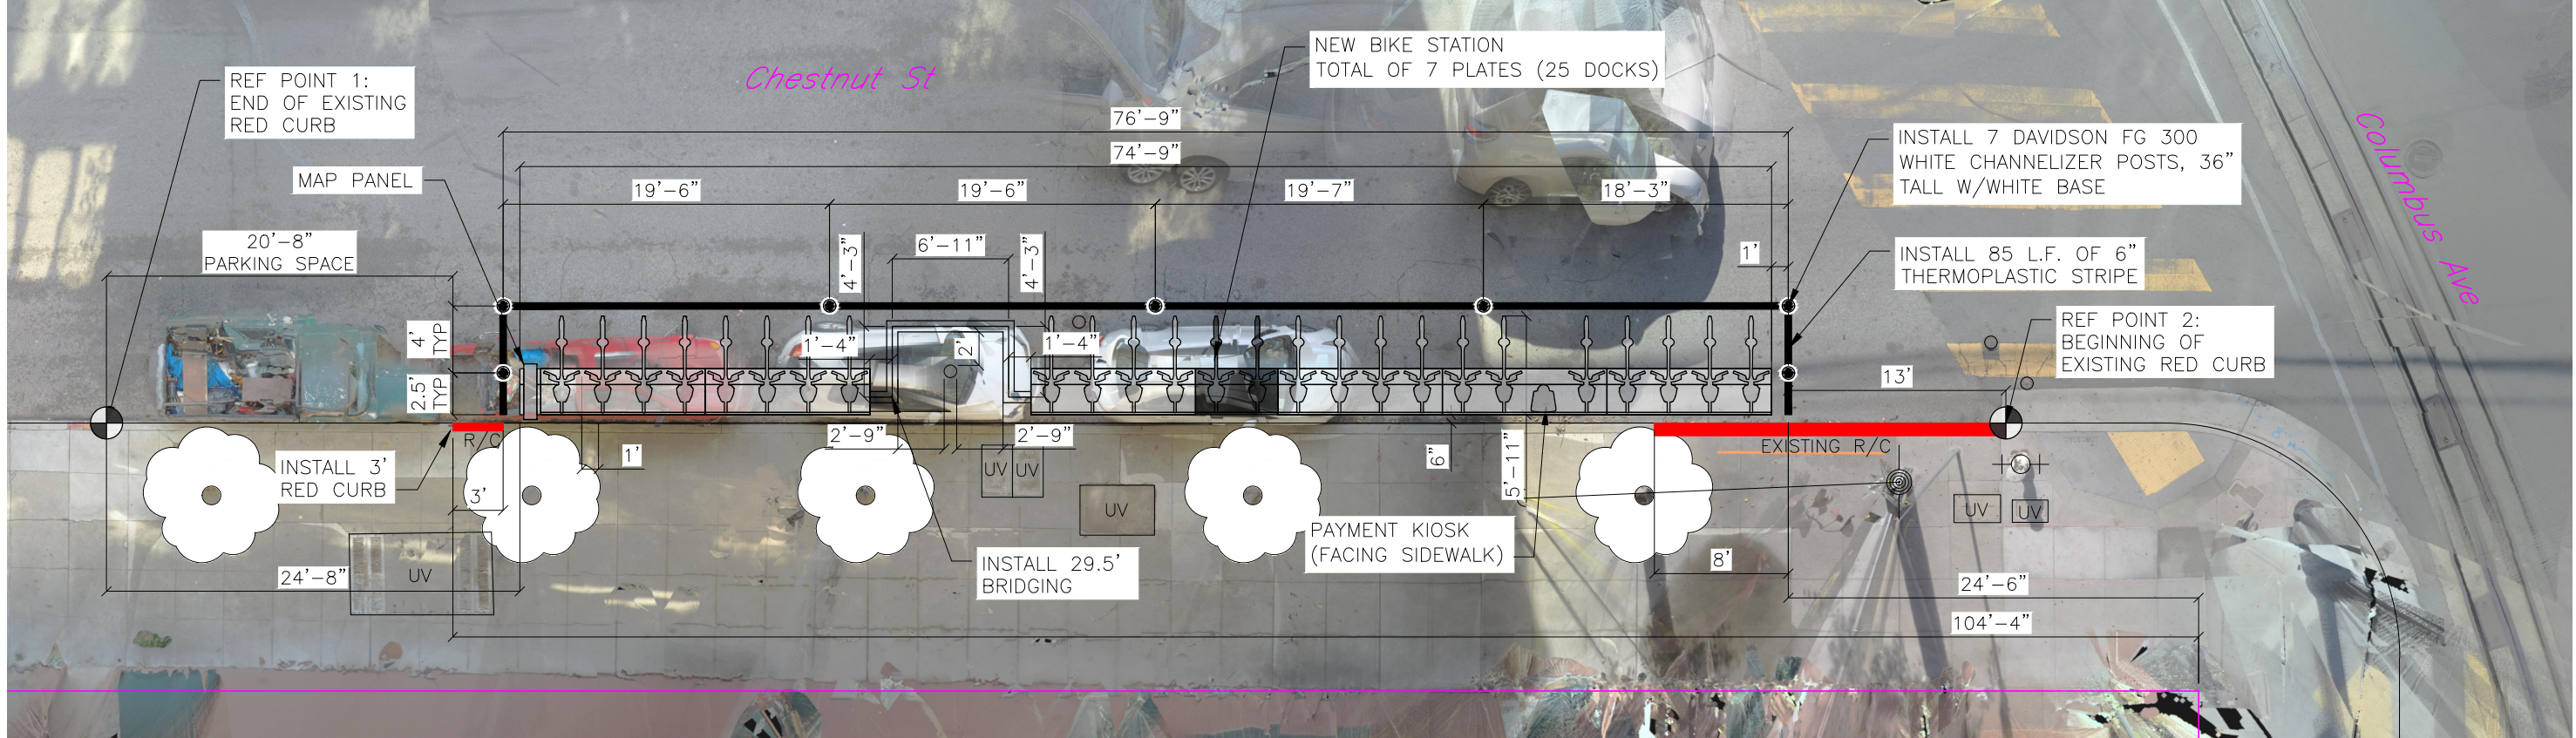 Chestnut St
Columbus Ave
REF POINT 1:
END OF EXISTING
RED CURB
MAP PANEL
NEW BIKE STATION
TOTAL OF 7 PLATES (25 DOCKS)
INSTALL 7 DAVIDSON FG 300
WHITE CHANNELIZER POSTS, 36”
TALL W/WHITE BASE
INSTALL 85 L.F. OF 6”
THERMOPLASTIC STRIPE
REF POINT 2:
BEGINNING OF
EXISTING RED CURB
76’-9”
74’-9”
19’-6”
19’-6”
19’-7”
18’-3”
20’-8”
PARKING SPACE
4’-3”
6’-11”
4’-3”
1’
4’
TYP
2.5’
TYP
1’-4”
2’
1’-4”
13’
R/C
INSTALL 3’
RED CURB
3’
1’
2’-9”
2’-9”
UV
UV
UV
6”
5’-11”
EXISTING R/C
UV
UV
PAYMENT KIOSK
(FACING SIDEWALK)
INSTALL 29.5’
BRIDGING
24’-8”
UV
8’
24’-6”
104’-4”